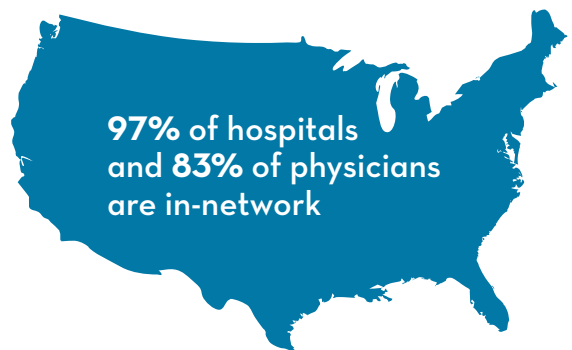 97% of hospitals
and 83% of physicians
are in-network